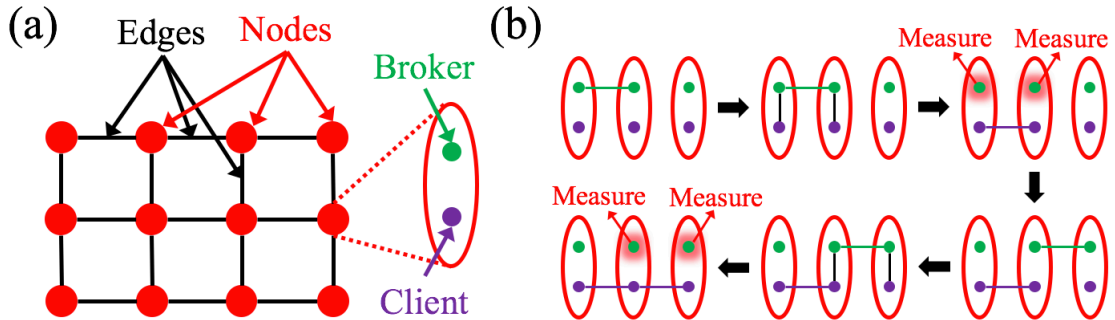 (a)
Edges
Nodes
Broker
Client
(b)
Measure
Measure
Measure
Measure